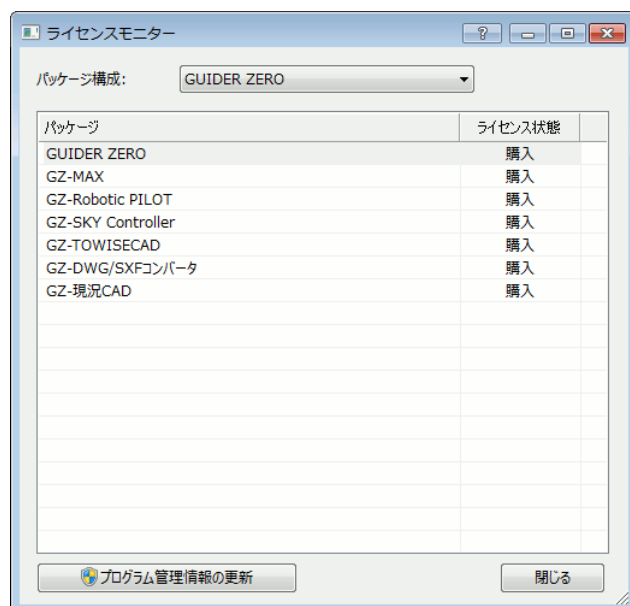 ライセンスモニター
パッケージ構成: GUIDER ZERO
パッケージ ライセンス状態
GUIDER ZERO 購入
GZ-MAX 購入
GZ-Robotic PILOT 購入
GZ-SKY Controller 購入
GZ-TOWISECAD 購入
GZ-DWG/SXFコンバータ 購入
GZ-現況CAD 購入
プログラム管理情報の更新 閉じる